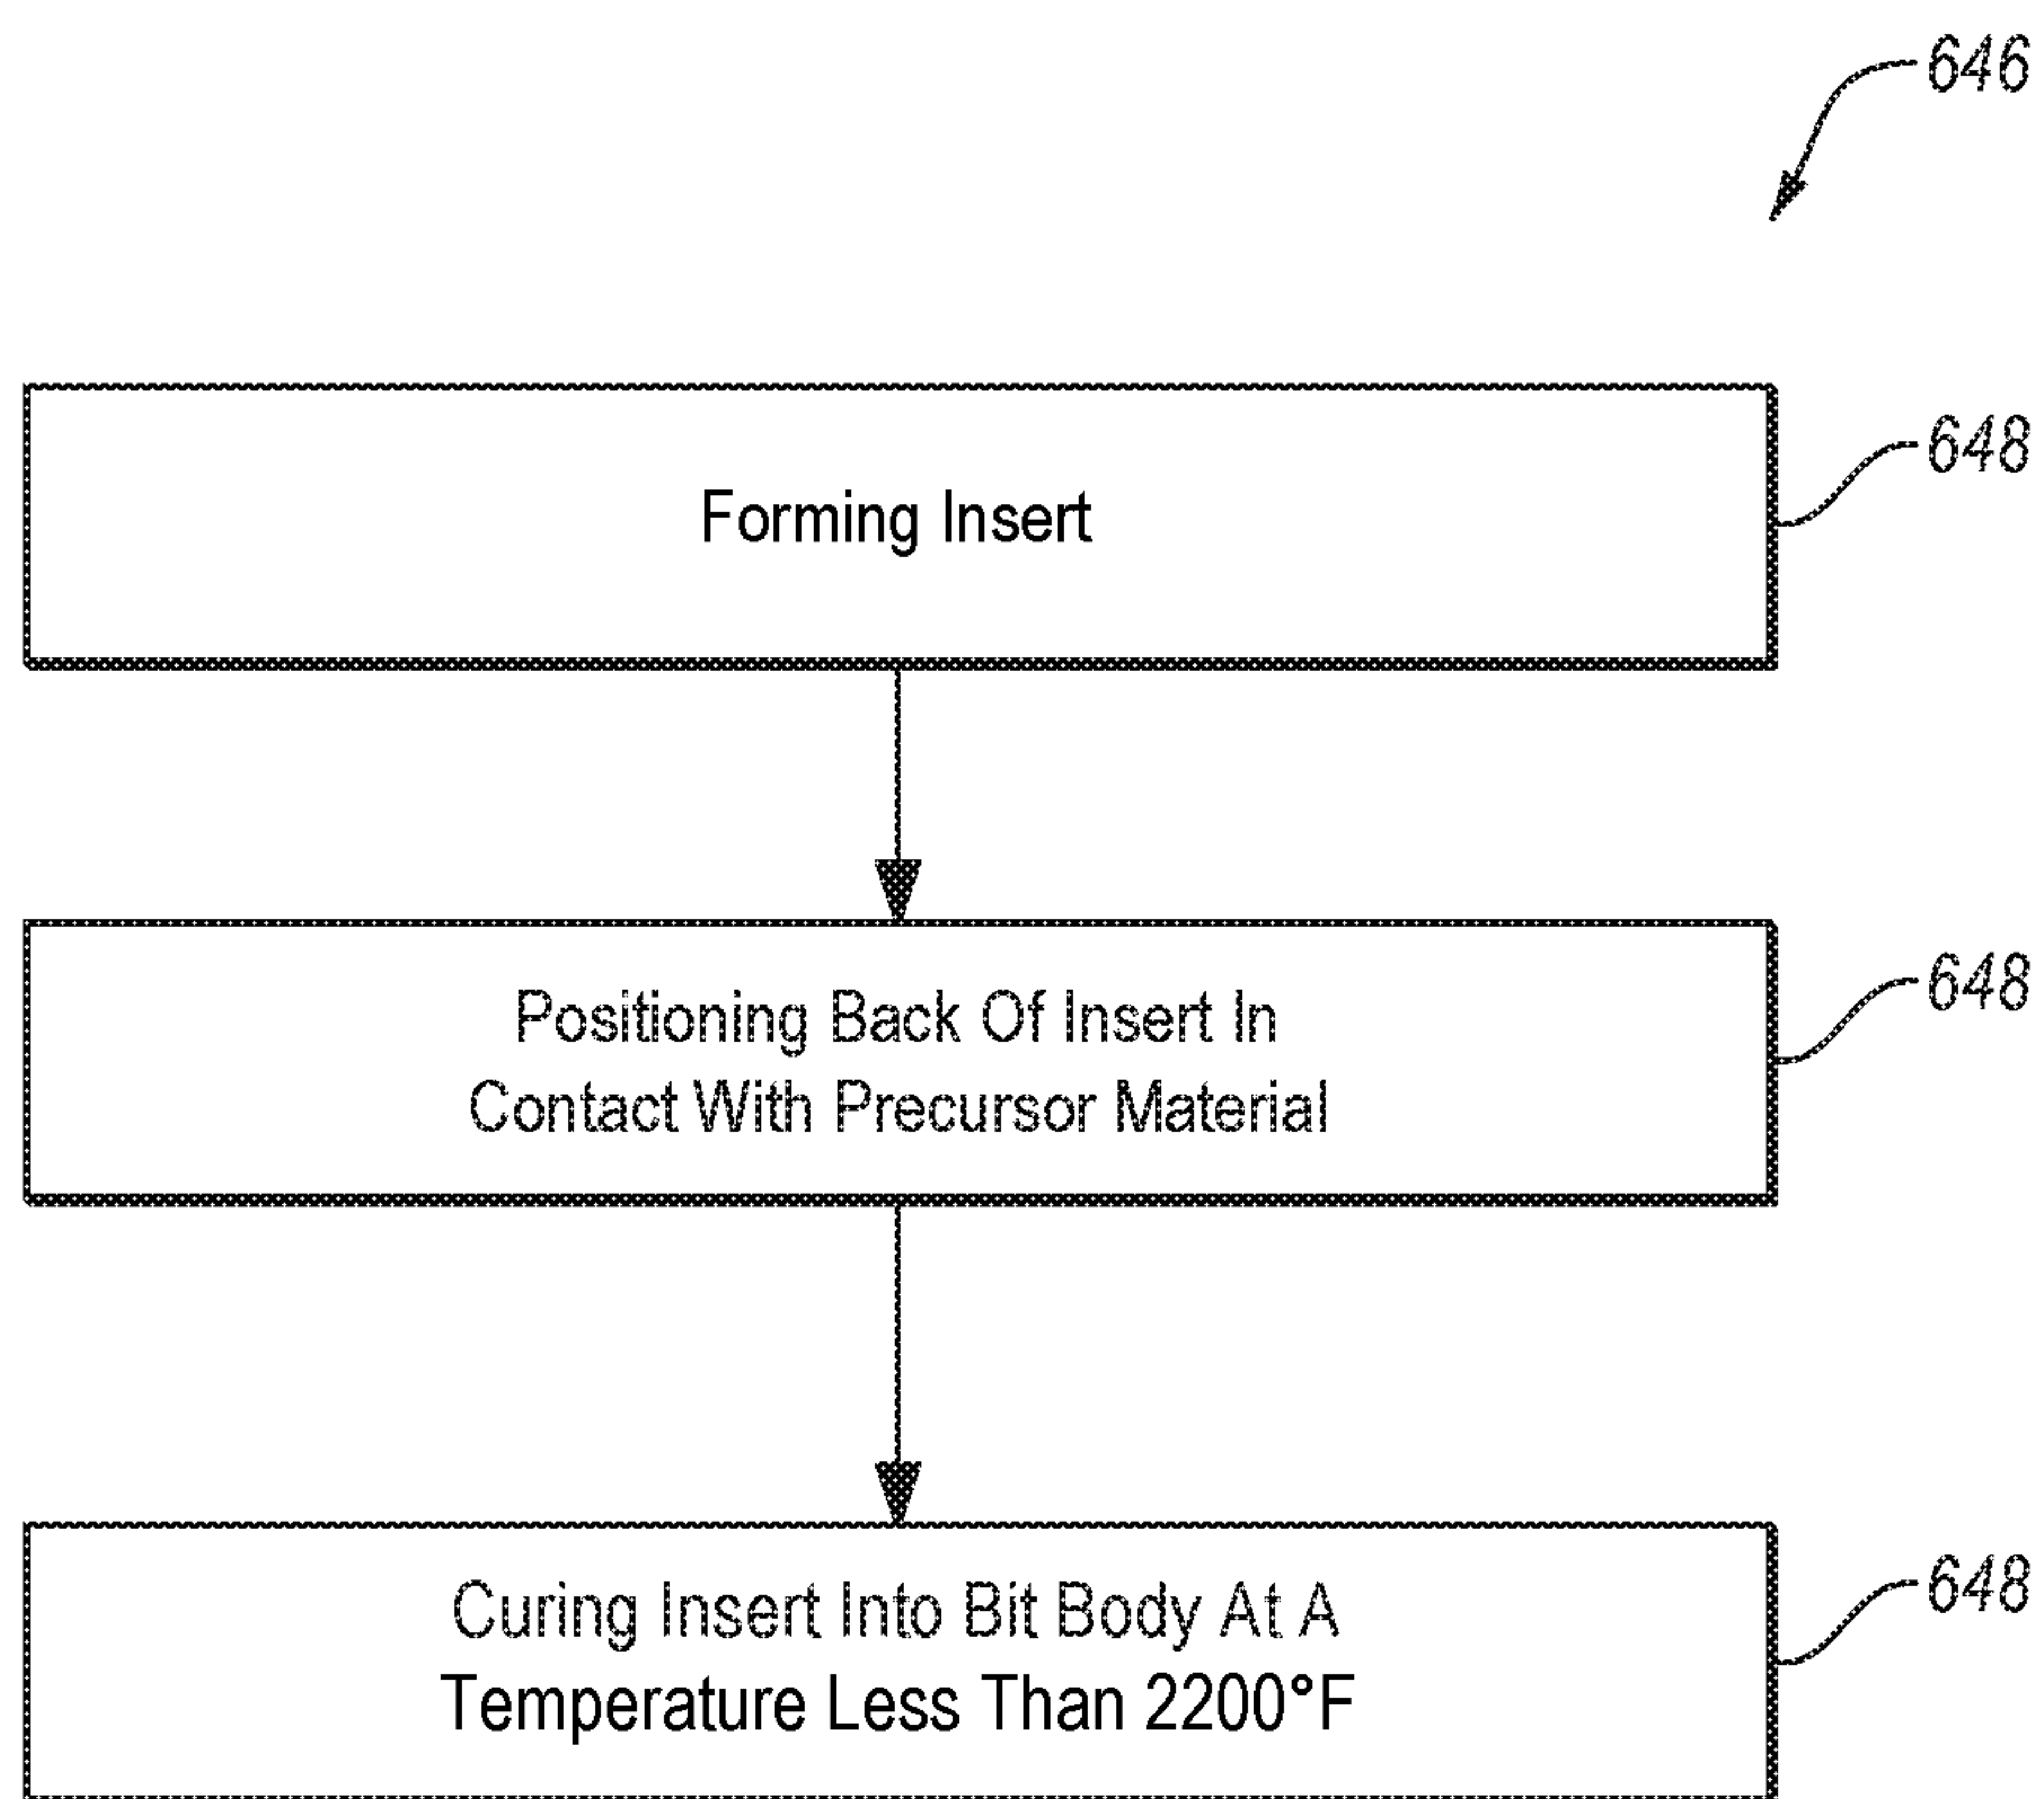 646
648
Forming Insert
648
Positioning Back Of Insert In
Contact With Precursor Material
648
Curing Insert Into Bit Body At A
Temperature Less Than 2200°F